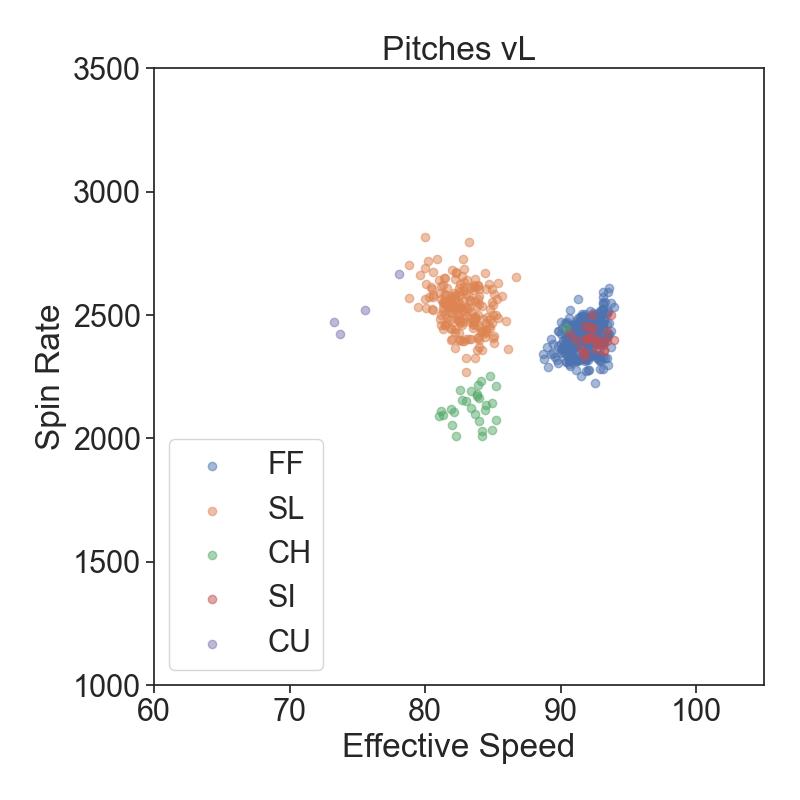 Pitches vL
3500
3000
2500
2000
1500
1000
Spin Rate
FF
SL
CH
SI
CU
60 70 80 90 100
Effective Speed